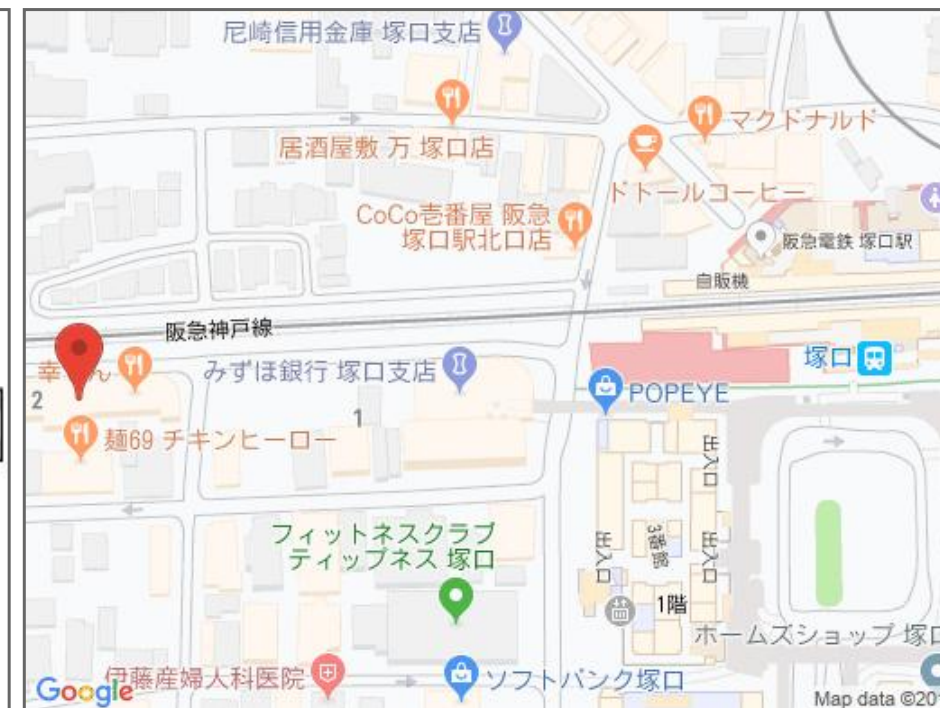 尼崎信用金庫 塚口支店
マクドナルド
居酒屋敷 万 塚口店
ドトールコーヒー
CoCo壱番屋 阪急
塚口駅北口店
阪急電鉄 塚口駅
自販機
阪急神戸線
塚口
幸
ん
みずほ銀行 塚口支店
POPEYE
2
1
麺69 チキンヒーロー
出入口
フィットネスクラブ
ティップネス 塚口
出入口
3番館
出入口
1階
ホームズショップ 塚口
伊藤産婦人科医院
ソフトバンク塚口
Google
Map data ©201